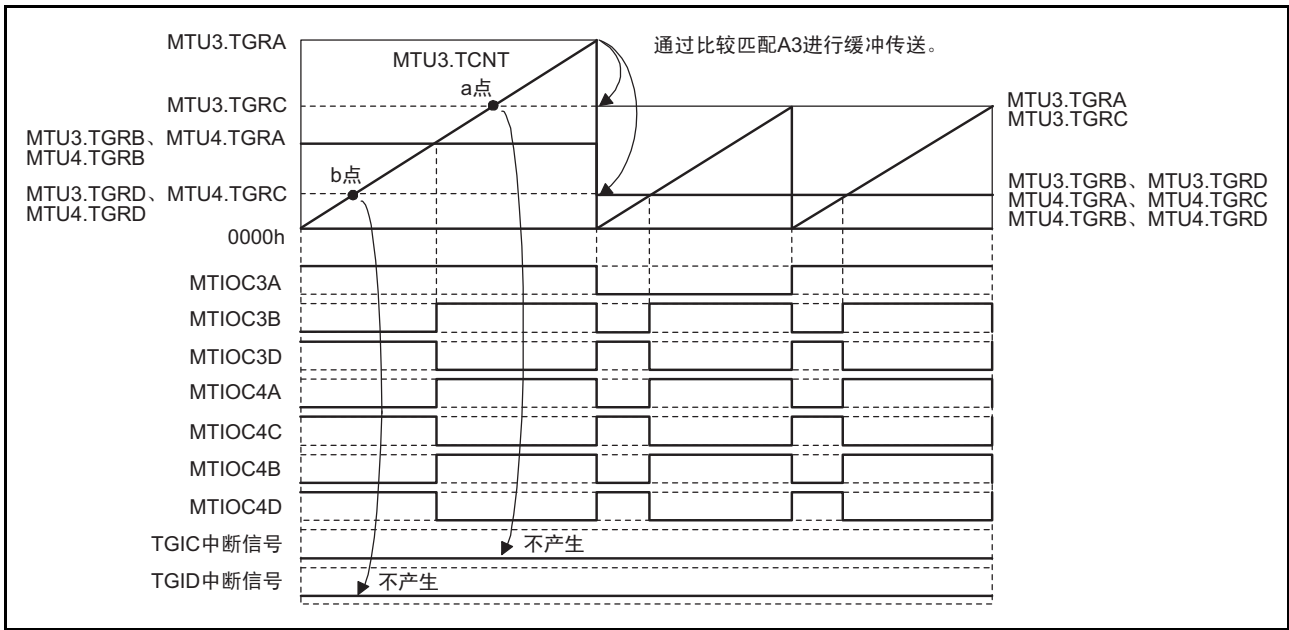 MTU3.TGRA
通过比较匹配A3进行缓冲传送。
MTU3.TCNT
a点
MTU3.TGRC
MTU3.TGRA
MTU3.TGRC
MTU3.TGRB、MTU4.TGRA
MTU4.TGRB
b点
MTU3.TGRD、MTU4.TGRC
MTU4.TGRD
MTU3.TGRB、MTU3.TGRD
MTU4.TGRA、MTU4.TGRC
MTU4.TGRB、MTU4.TGRD
0000h
MTIOC3A
MTIOC3B
MTIOC3D
MTIOC4A
MTIOC4C
MTIOC4B
MTIOC4D
TGIC中断信号
不产生
TGID中断信号
不产生